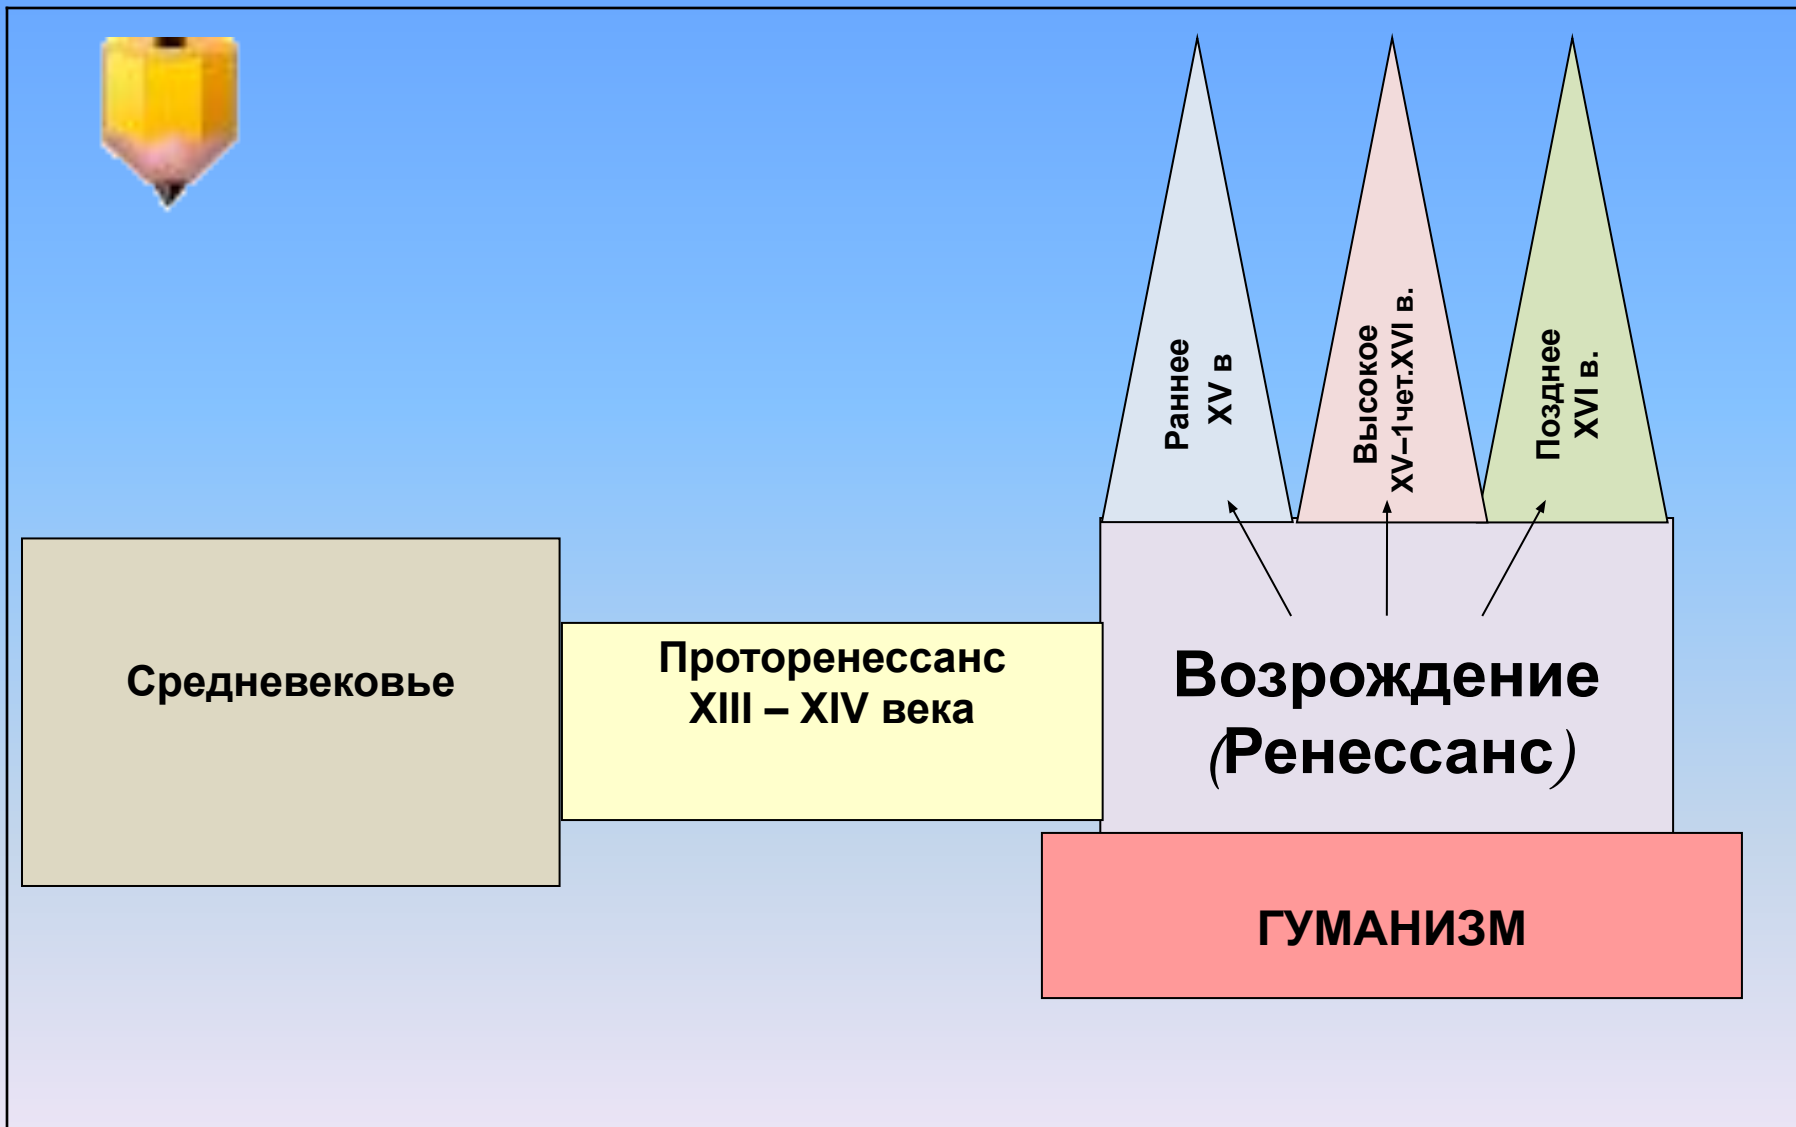 Раннее
XV в
Высокое
XV–1чет.XVI в.
Позднее
XVI в.
Средневековье
Проторенессанс
XIII – XIV века
Возрождение
(Ренессанс)
ГУМАНИЗМ